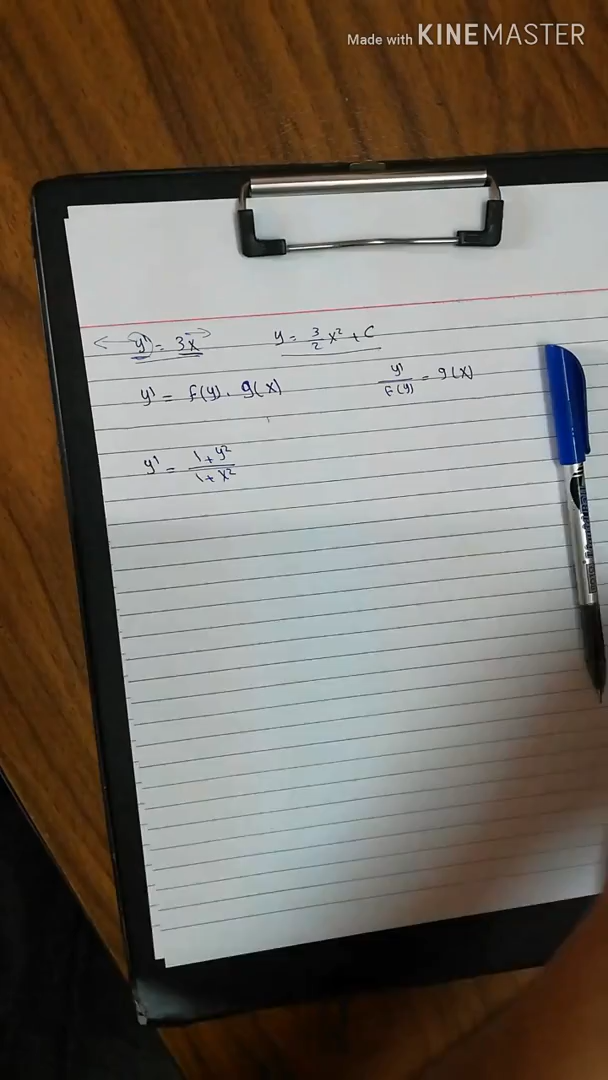 Made with KINEMASTER
y' = 3x y = 3/2 x² + C
y' = f(y) . g(x) y'/f(y) = g(x)
y' = 1+y²/1+x²